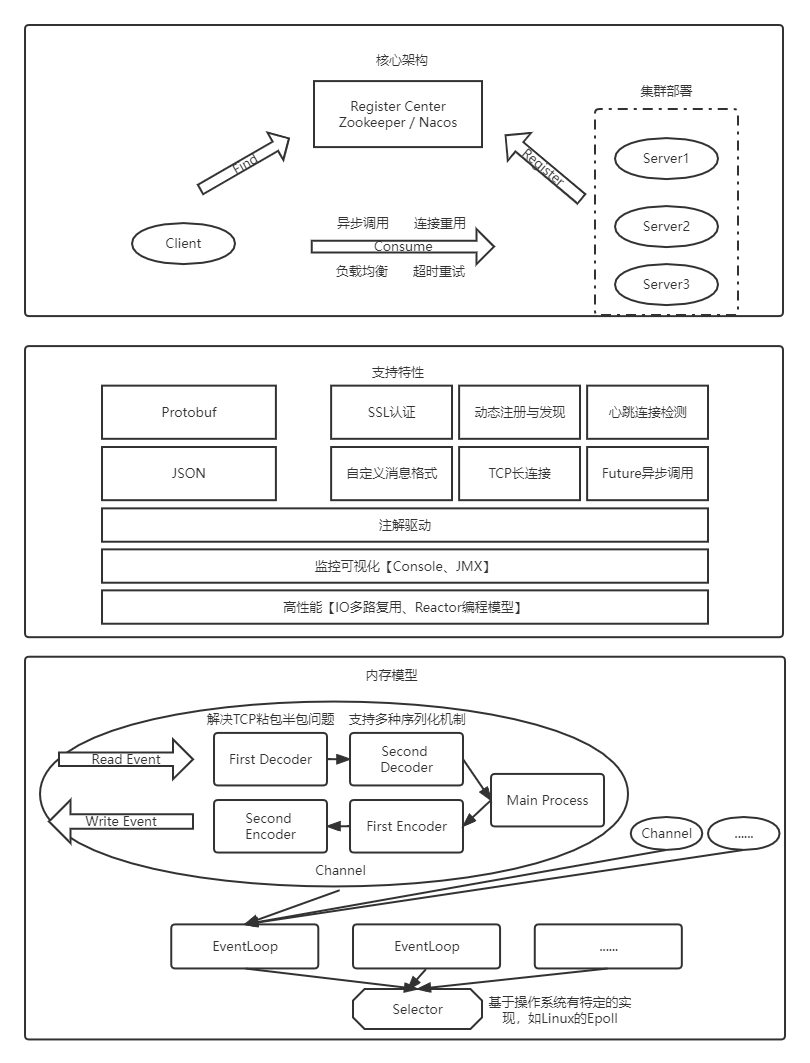 核心架构
Register Center
Zookeeper / Nacos
集群部署
Find
Register
Server1
Server2
Server3
Client
异步调用 连接重用
Consume
负载均衡 超时重试
支持特性
Protobuf
SSL认证
动态注册与发现
心跳连接检测
JSON
自定义消息格式
TCP长连接
Future异步调用
注解驱动
监控可视化【Console、JMX】
高性能【IO多路复用、Reactor编程模型】
内存模型
解决TCP粘包半包问题
支持多种序列化机制
Read Event
First Decoder
Second
Decoder
Main Process
Write Event
Second
Encoder
First Encoder
Channel
Channel
......
EventLoop
EventLoop
......
Selector
基于操作系统有特定的实
现，如Linux的Epoll